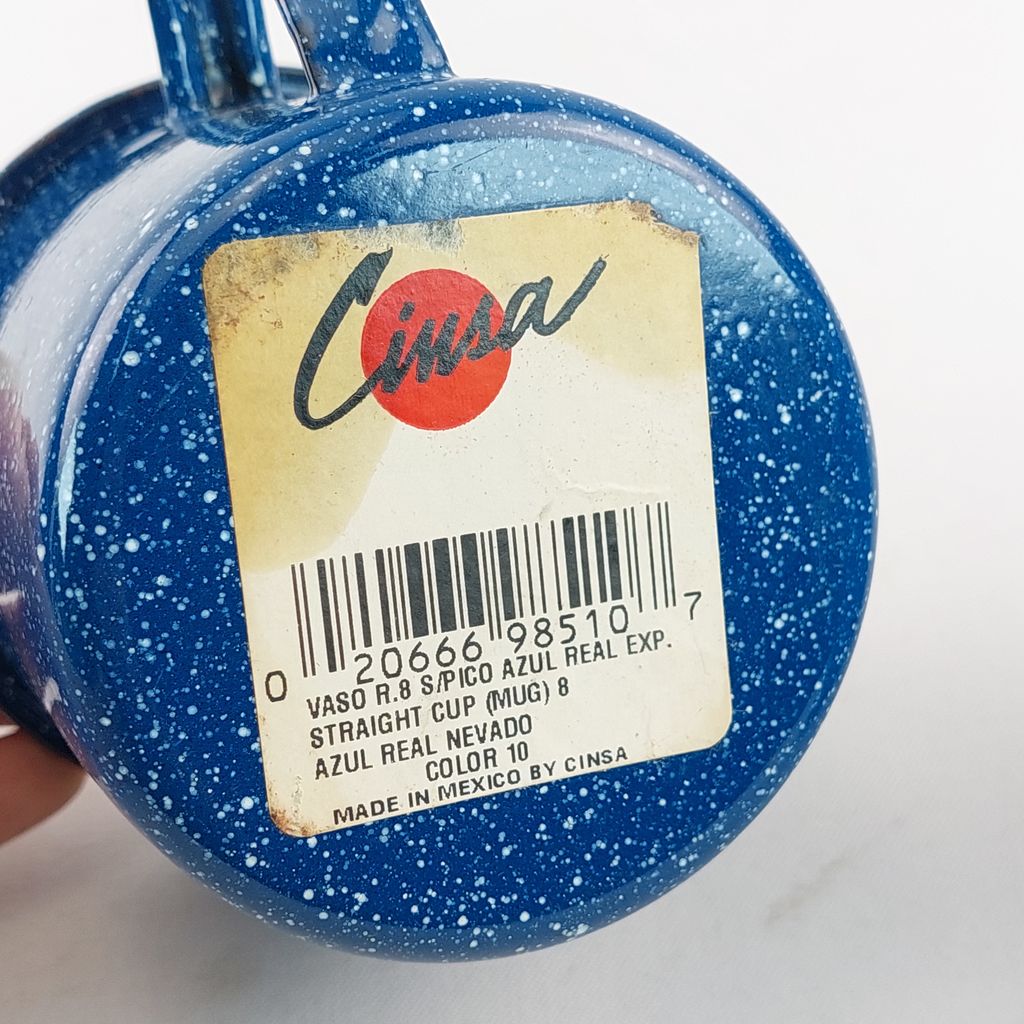 Cinsa
0 20666 98510 7
VASO R.8 S/PICO AZUL REAL EXP.
STRAIGHT CUP (MUG) 8
AZUL REAL NEVADO
COLOR 10
MADE IN MEXICO BY CINSA